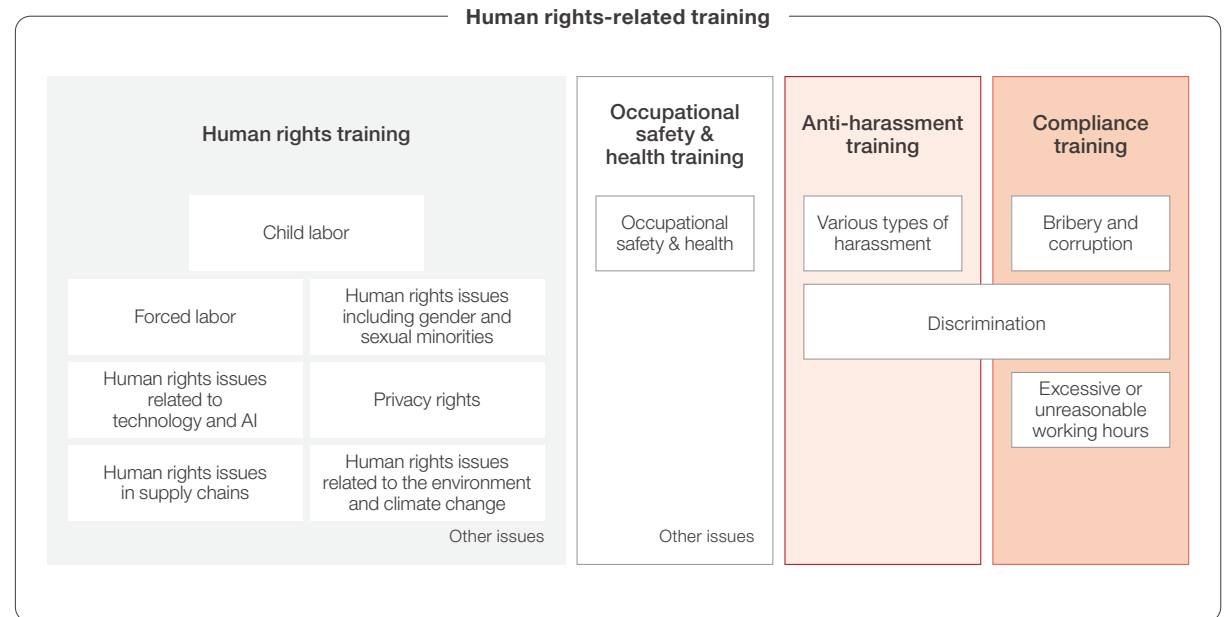 Human rights-related training
Human rights training
Child labor
Forced labor
Human rights issues
including gender and
sexual minorities
Human rights issues
related to
technology and AI
Privacy rights
Human rights issues
in supply chains
Human rights issues
related to the environment
and climate change
Other issues
Occupational
safety &
health training
Occupational
safety & health
Other issues
Anti-harassment
training
Various types of
harassment
Compliance
training
Bribery and
corruption
Discrimination
Excessive or
unreasonable
working hours